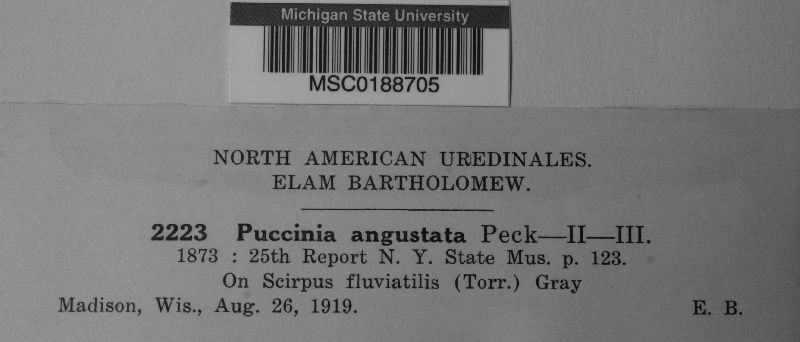 Michigan State University
MSC0188705
NORTH AMERICAN UREDINALES.
ELAM BARTHOLOMEW.
2223 Puccinia angustata Peck—II—III.
1873 : 25th Report N. Y. State Mus. p. 123.
On Scirpus fluviatilis (Torr.) Gray
Madison, Wis., Aug. 26, 1919. E. B.